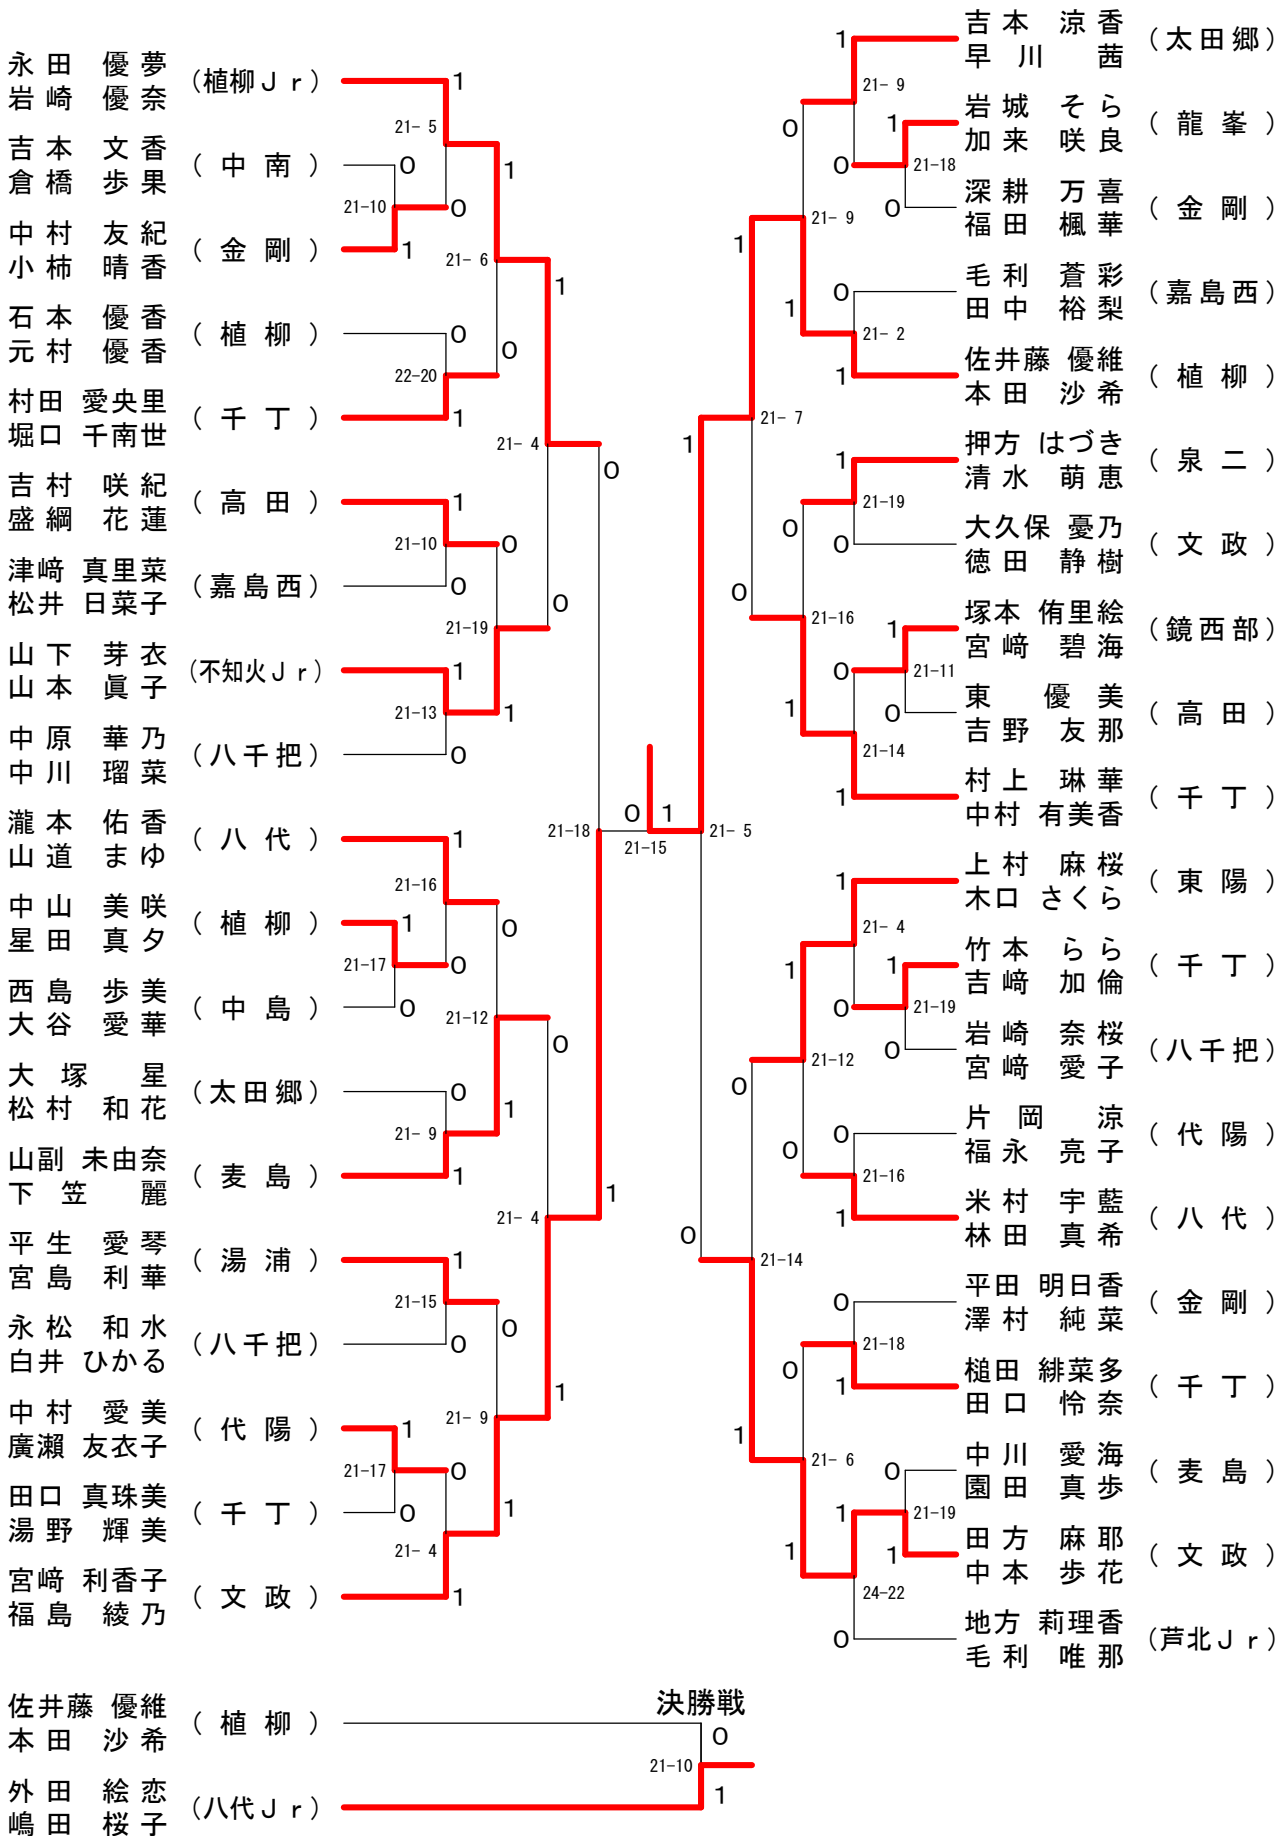 永田 優夢
岩崎 優奈
(植柳Ｊｒ)
1
21- 5
吉本 文香
倉橋 歩果
(中南)
0
21-10
0
中村 友紀
小柿 晴香
(金剛)
1
1
21- 6
石本 優香
元村 優香
(植柳)
0
22-20
0
村田 愛央里
堀口 千南世
(千丁)
1
1
21- 4
0
吉村 咲紀
盛綱 花蓮
(高田)
1
21-10
0
津﨑 真里菜
松井 日菜子
(嘉島西)
0
21-19
0
山下 芽衣
山本 眞子
(不知火Ｊｒ)
1
21-13
1
中原 華乃
中川 瑠菜
(八千把)
0
21-18
0
1
21-15
瀧本 佑香
山道 まゆ
(八代)
1
21-16
0
中山 美咲
星田 真夕
(植柳)
1
21-17
0
西島 歩美
大谷 愛華
(中島)
0
21-12
0
大塚 星
松村 和花
(太田郷)
0
21- 9
1
山副 未由奈
下笠 麗
(麦島)
1
21- 4
1
平生 愛琴
宮島 利華
(湯浦)
1
21-15
0
永松 和水
白井 ひかる
(八千把)
0
21- 9
1
中村 愛美
廣瀬 友衣子
(代陽)
1
21-17
0
田口 真珠美
湯野 輝美
(千丁)
0
21- 4
1
宮﨑 利香子
福島 綾乃
(文政)
1
吉本 涼香
早川 茜
(太田郷)
1
21- 9
0
岩城 そら
加来 咲良
(龍峯)
1
0
21-18
深耕 万喜
福田 楓華
(金剛)
0
21- 9
1
毛利 蒼彩
田中 裕梨
(嘉島西)
0
1
21- 2
佐井藤 優維
本田 沙希
(植柳)
1
21- 7
1
押方 はづき
清水 萌恵
(泉二)
1
21-19
0
大久保 憂乃
徳田 静樹
(文政)
0
0
21-16
塚本 侑里絵
宮﨑 碧海
(鏡西部)
1
0
21-11
東 優美
吉野 友那
(高田)
0
1
21-14
村上 琳華
中村 有美香
(千丁)
1
21- 5
上村 麻桜
木口 さくら
(東陽)
1
21- 4
1
竹本 らら
吉﨑 加倫
(千丁)
1
0
21-19
岩崎 奈桜
宮﨑 愛子
(八千把)
0
21-12
0
片岡 涼
福永 亮子
(代陽)
0
0
21-16
米村 宇藍
林田 真希
(八代)
1
0
21-14
平田 明日香
澤村 純菜
(金剛)
0
21-18
0
槌田 緋菜多
田口 怜奈
(千丁)
1
1
21- 6
中川 愛海
園田 真歩
(麦島)
0
1
21-19
田方 麻耶
中本 歩花
(文政)
1
1
24-22
地方 莉理香
毛利 唯那
(芦北Ｊｒ)
0
決勝戦
佐井藤 優維
本田 沙希
(植柳)
0
21-10
外田 絵恋
嶋田 桜子
(八代Ｊｒ)
1